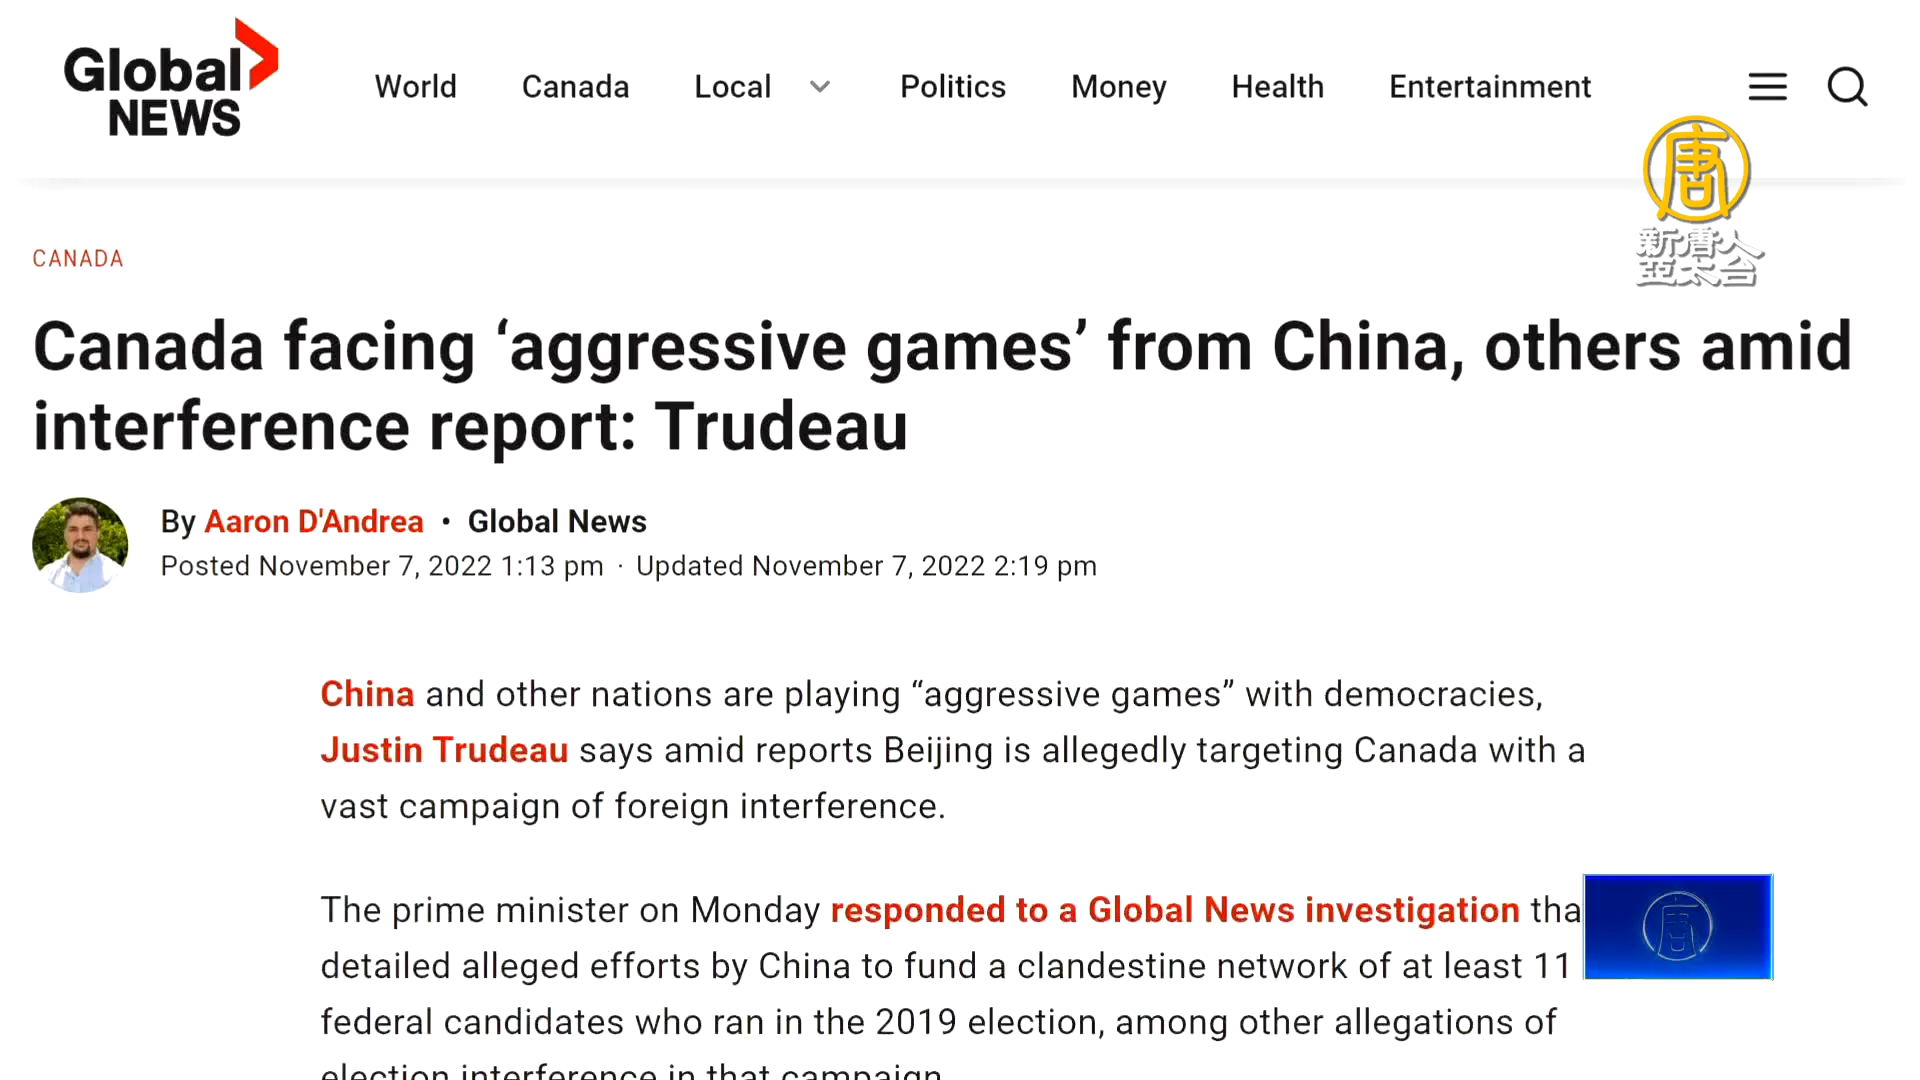 Global
NEWS
World Canada Local Politics Money Health Entertainment
唐
新唐人
亞太台
CANADA
Canada facing ‘aggressive games’ from China, others amid
interference report: Trudeau
By Aaron D'Andrea • Global News
Posted November 7, 2022 1:13 pm · Updated November 7, 2022 2:19 pm
China and other nations are playing “aggressive games” with democracies,
Justin Trudeau says amid reports Beijing is allegedly targeting Canada with a
vast campaign of foreign interference.
The prime minister on Monday responded to a Global News investigation tha
唐
detailed alleged efforts by China to fund a clandestine network of at least 11
federal candidates who ran in the 2019 election, among other allegations of
election interference in that campaign.